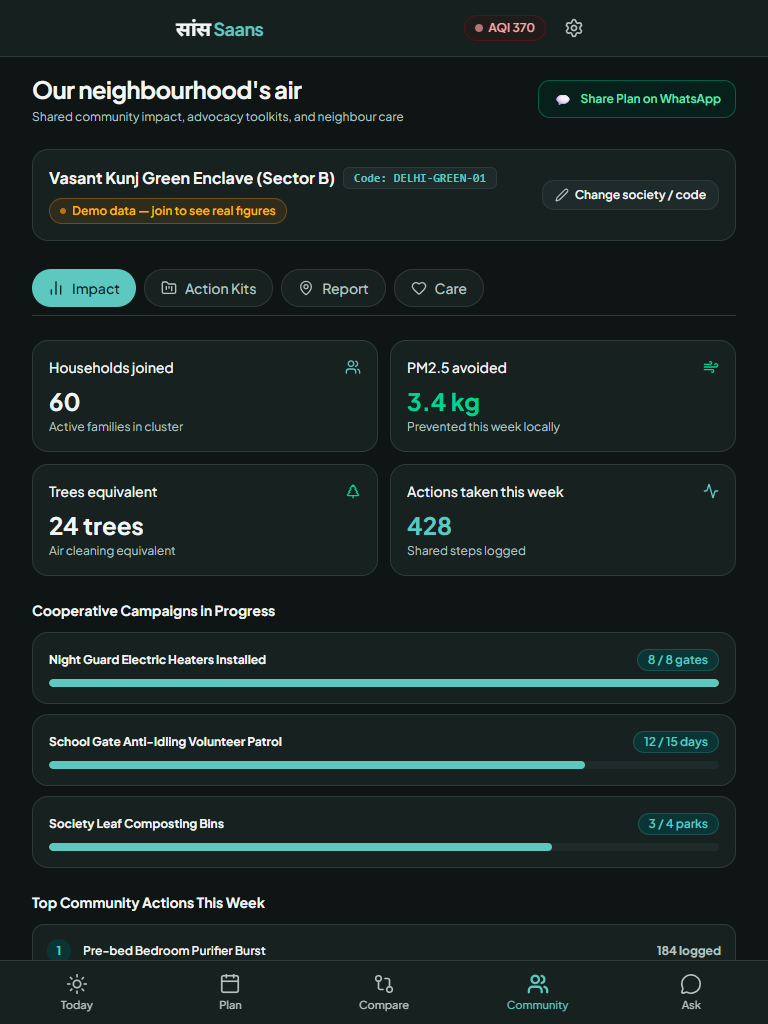 सांस Saans
AQI 370
Our neighbourhood's air
Shared community impact, advocacy toolkits, and neighbour care
Share Plan on WhatsApp
Vasant Kunj Green Enclave (Sector B)
Code: DELHI-GREEN-01
Demo data — join to see real figures
Change society / code
Impact
Action Kits
Report
Care
Households joined
60
Active families in cluster
PM2.5 avoided
3.4 kg
Prevented this week locally
Trees equivalent
24 trees
Air cleaning equivalent
Actions taken this week
428
Shared steps logged
Cooperative Campaigns in Progress
Night Guard Electric Heaters Installed
8 / 8 gates
School Gate Anti-Idling Volunteer Patrol
12 / 15 days
Society Leaf Composting Bins
3 / 4 parks
Top Community Actions This Week
1 Pre-bed Bedroom Purifier Burst
184 logged
Today
Plan
Compare
Community
Ask